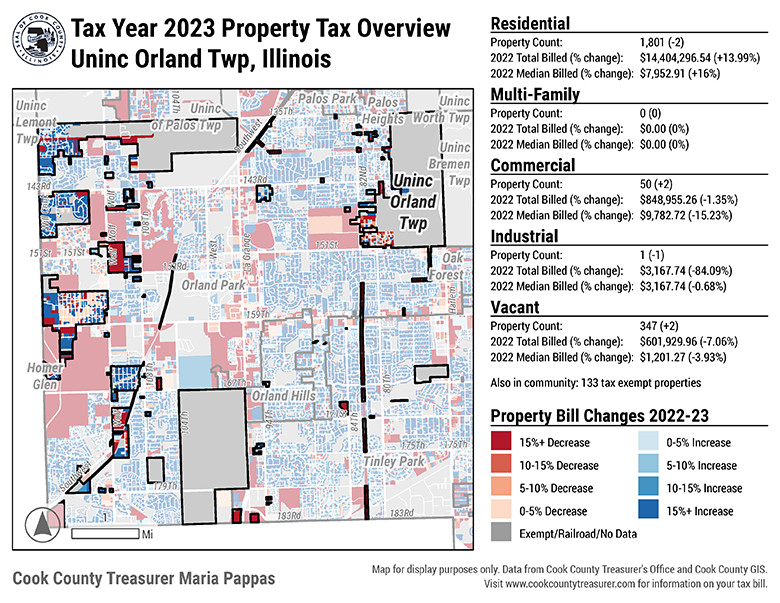 Tax Year 2023 Property Tax Overview
Uninc Orland Twp, Illinois
Residential
Property Count: 1,801 (-2)
2022 Total Billed (% change): $14,404,296.54 (+13.99%)
2022 Median Billed (% change): $7,952.91 (+16%)
Multi-Family
Property Count: 0 (0)
2022 Total Billed (% change): $0.00 (0%)
2022 Median Billed (% change): $0.00 (0%)
Commercial
Property Count: 50 (+2)
2022 Total Billed (% change): $848,955.26 (-1.35%)
2022 Median Billed (% change): $9,782.72 (-15.23%)
Industrial
Property Count: 1 (-1)
2022 Total Billed (% change): $3,167.74 (-84.09%)
2022 Median Billed (% change): $3,167.74 (-0.68%)
Vacant
Property Count: 347 (+2)
2022 Total Billed (% change): $601,929.96 (-7.06%)
2022 Median Billed (% change): $1,201.27 (-3.93%)
Also in community: 133 tax exempt properties
Property Bill Changes 2022-23
15%+ Decrease
10-15% Decrease
5-10% Decrease
0-5% Decrease
Exempt/Railroad/No Data
0-5% Increase
5-10% Increase
10-15% Increase
15%+ Increase
Uninc
Lemont
Twp
104Th
Uninc
of Palos Twp
Southwest
135Th
Palos Park
Palos
Heights
Uninc
Worth Twp
Uninc
Bremen
Twp
143Rd
143Rd
82Nd
Uninc
Orland
Twp
108Th
West
La Grange
151St
151St
151St
153Rd
Orland Park
Oak
Forest
159Th
Homer
Glen
167Th
Orland Hills
104Th
94Th
84Th
80Th
175Th
175Th
Tinley Park
179Th
183Rd
183Rd
Mi
Cook County Treasurer Maria Pappas
Map for display purposes only. Data from Cook County Treasurer's Office and Cook County GIS.
Visit www.cookcountytreasurer.com for information on your tax bill.